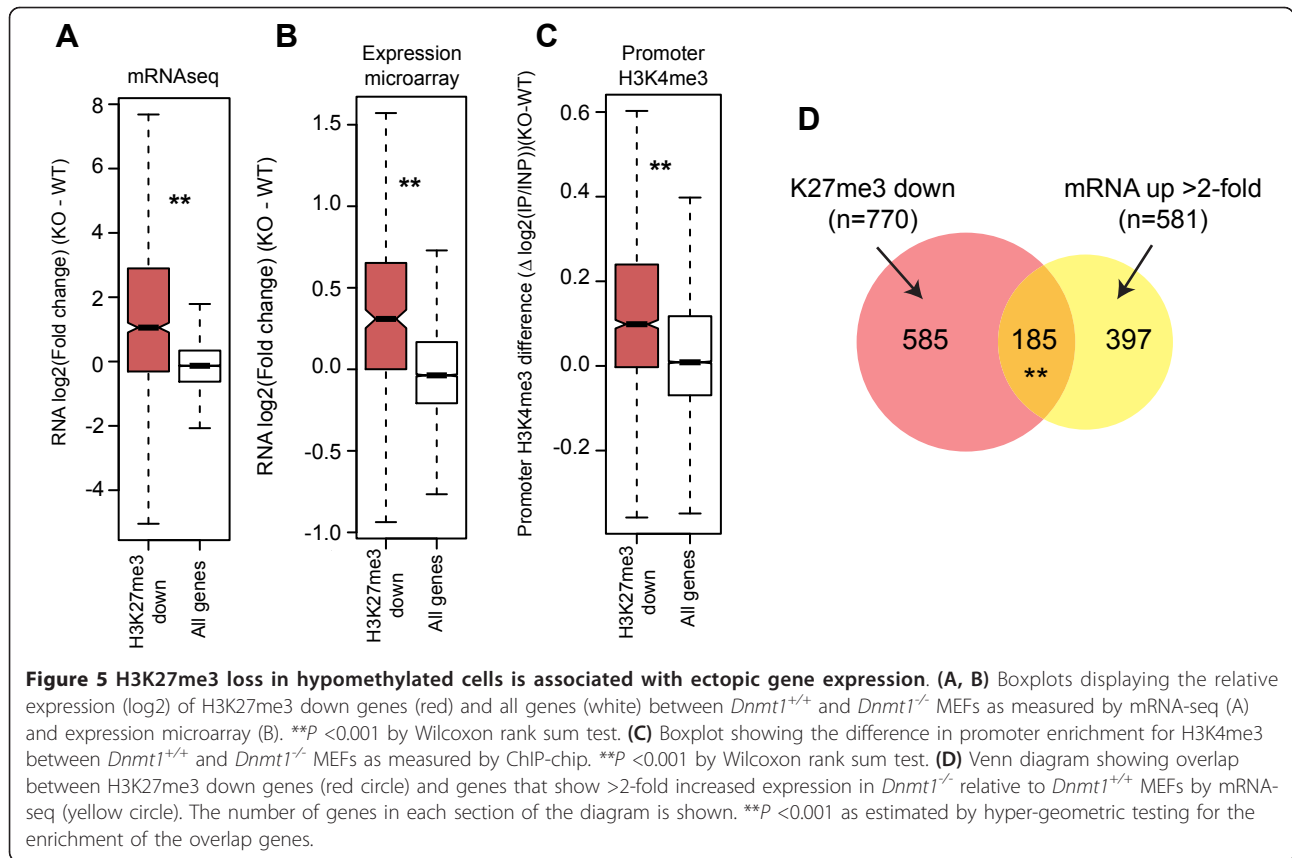 A
mRNAseq
RNA log2(Fold change) (KO - WT)
8
6
4
2
0
-2
-4
**
H3K27me3
down
All genes
B
Expression
microarray
RNA log2(Fold change) (KO - WT)
1.5
1.0
0.5
0.0
-0.5
-1.0
**
H3K27me3
down
All genes
C
Promoter
H3K4me3
Promoter H3K4me3 difference (Δ log2(IP/INP))(KO-WT)
0.6
0.4
0.2
0.0
-0.2
**
H3K27me3
down
All genes
D
K27me3 down
(n=770)
mRNA up >2-fold
(n=581)
585
185
**
397
Figure 5 H3K27me3 loss in hypomethylated cells is associated with ectopic gene expression. (A, B) Boxplots displaying the relative
expression (log2) of H3K27me3 down genes (red) and all genes (white) between Dnmt1+/+ and Dnmt1-/- MEFs as measured by mRNA-seq (A)
and expression microarray (B). **P <0.001 by Wilcoxon rank sum test. (C) Boxplot showing the difference in promoter enrichment for H3K4me3
between Dnmt1+/+ and Dnmt1-/- MEFs as measured by ChIP-chip. **P <0.001 by Wilcoxon rank sum test. (D) Venn diagram showing overlap
between H3K27me3 down genes (red circle) and genes that show >2-fold increased expression in Dnmt1-/- relative to Dnmt1+/+ MEFs by mRNA-
seq (yellow circle). The number of genes in each section of the diagram is shown. **P <0.001 as estimated by hyper-geometric testing for the
enrichment of the overlap genes.